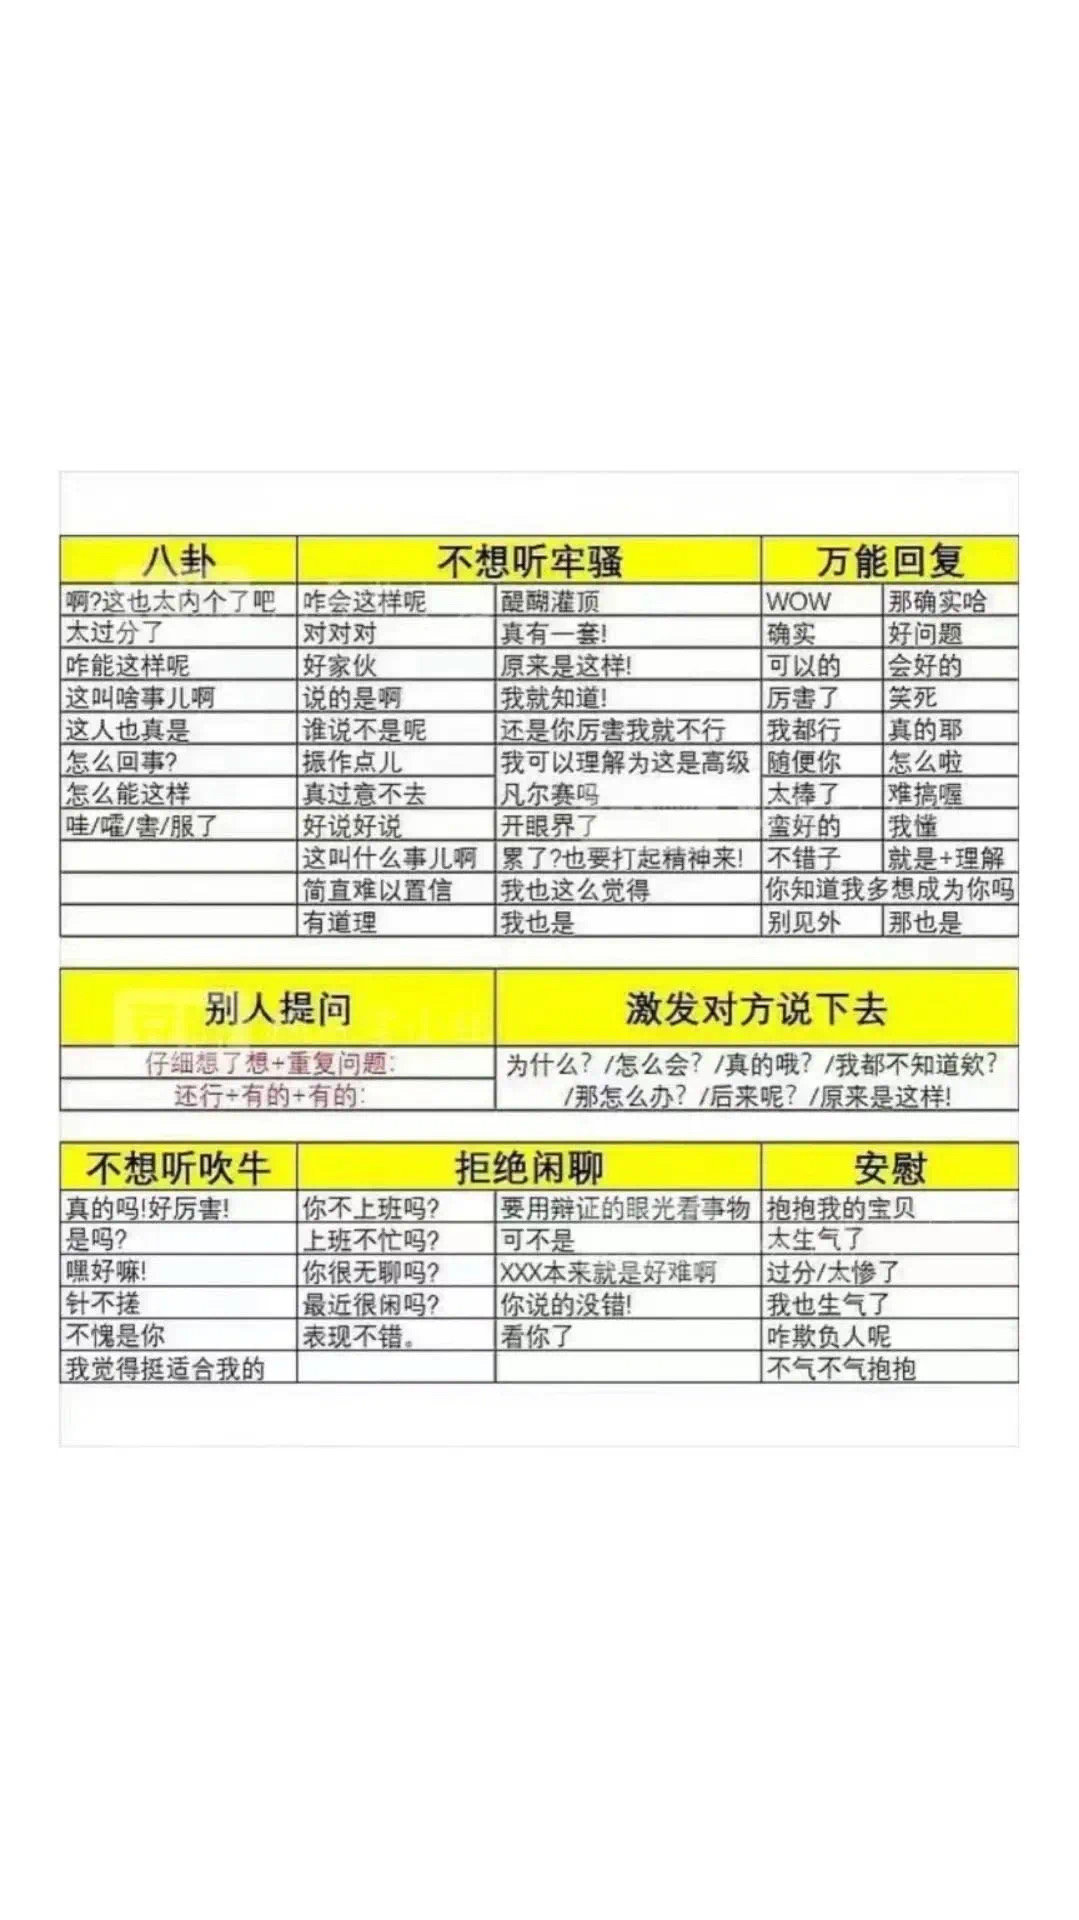 八卦 不想听牢骚 万能回复
啊?这也太内个了吧 咋会这样呢 醍醐灌顶 WOW 那确实哈
太过分了 对对对 真有一套! 确实 好问题
咋能这样呢 好家伙 原来是这样! 可以的 会好的
这叫啥事儿啊 说的是啊 我就知道! 厉害了 笑死
这人也真是 谁说不是呢 还是你厉害我就不行 我都行 真的耶
怎么回事? 振作点儿 我可以理解为这是高级 随便你 怎么啦
怎么能这样 真过意不去 凡尔赛吗 太棒了 难搞喔
哇/嚯/害/服了 好说好说 开眼界了 蛮好的 我懂
这叫什么事儿啊 累了?也要打起精神来! 不错子 就是+理解
简直难以置信 我也这么觉得 你知道我多想成为你吗
有道理 我也是 别见外 那也是
别人提问 激发对方说下去
仔细想了想+重复问题: 为什么? /怎么会? /真的哦? /我都不知道欸?
还行+有的+有的: /那怎么办? /后来呢? /原来是这样!
不想听吹牛 拒绝闲聊 安慰
真的吗!好厉害! 你不上班吗? 要用辩证的眼光看事物 抱抱我的宝贝
是吗? 上班不忙吗? 可不是 太生气了
嘿好嘛! 你很无聊吗? XXX本来就是好难啊 过分/太惨了
针不搓 最近很闲吗? 你说的没错! 我也生气了
不愧是你 表现不错。 看你了 咋欺负人呢
我觉得挺适合我的 不气不气抱抱